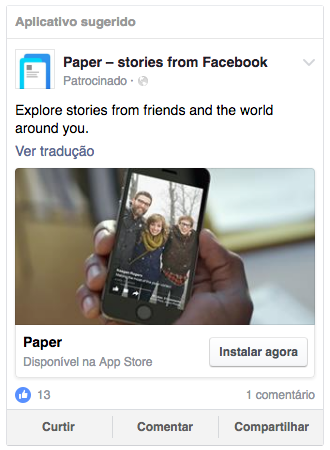 Aplicativo sugerido
Paper – stories from Facebook
Patrocinado ·
Explore stories from friends and the world
around you.
Ver tradução
Paper
Disponível na App Store
Instalar agora
13
1 comentário
Curtir
Comentar
Compartilhar